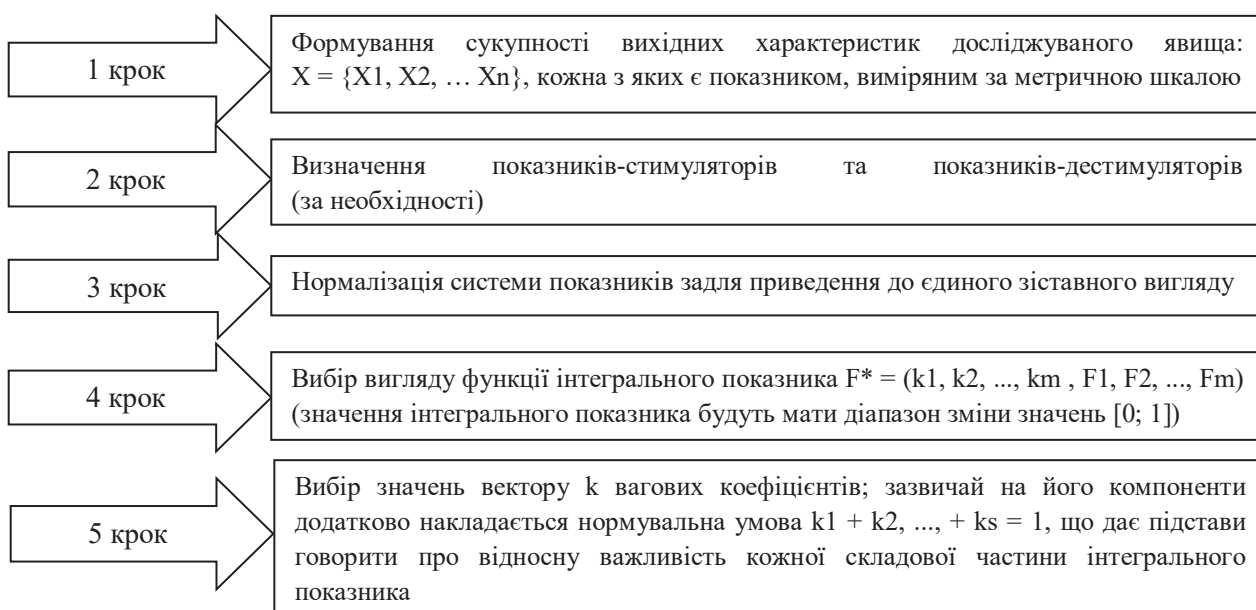 1 крок
Формування сукупності вихідних характеристик досліджуваного явища:
X = {X1, X2, … Xn}, кожна з яких є показником, виміряним за метричною шкалою
2 крок
Визначення показників-стимуляторів та показників-дестимуляторів
(за необхідності)
3 крок
Нормалізація системи показників задля приведення до єдиного зіставного вигляду
4 крок
Вибір вигляду функції інтегрального показника F* = (k1, k2, ..., km , F1, F2, ..., Fm)
(значення інтегрального показника будуть мати діапазон зміни значень [0; 1])
5 крок
Вибір значень вектору k вагових коефіцієнтів; зазвичай на його компоненти
додатково накладається нормувальна умова k1 + k2, ..., + ks = 1, що дає підстави
говорити про відносну важливість кожної складової частини інтегрального
показника